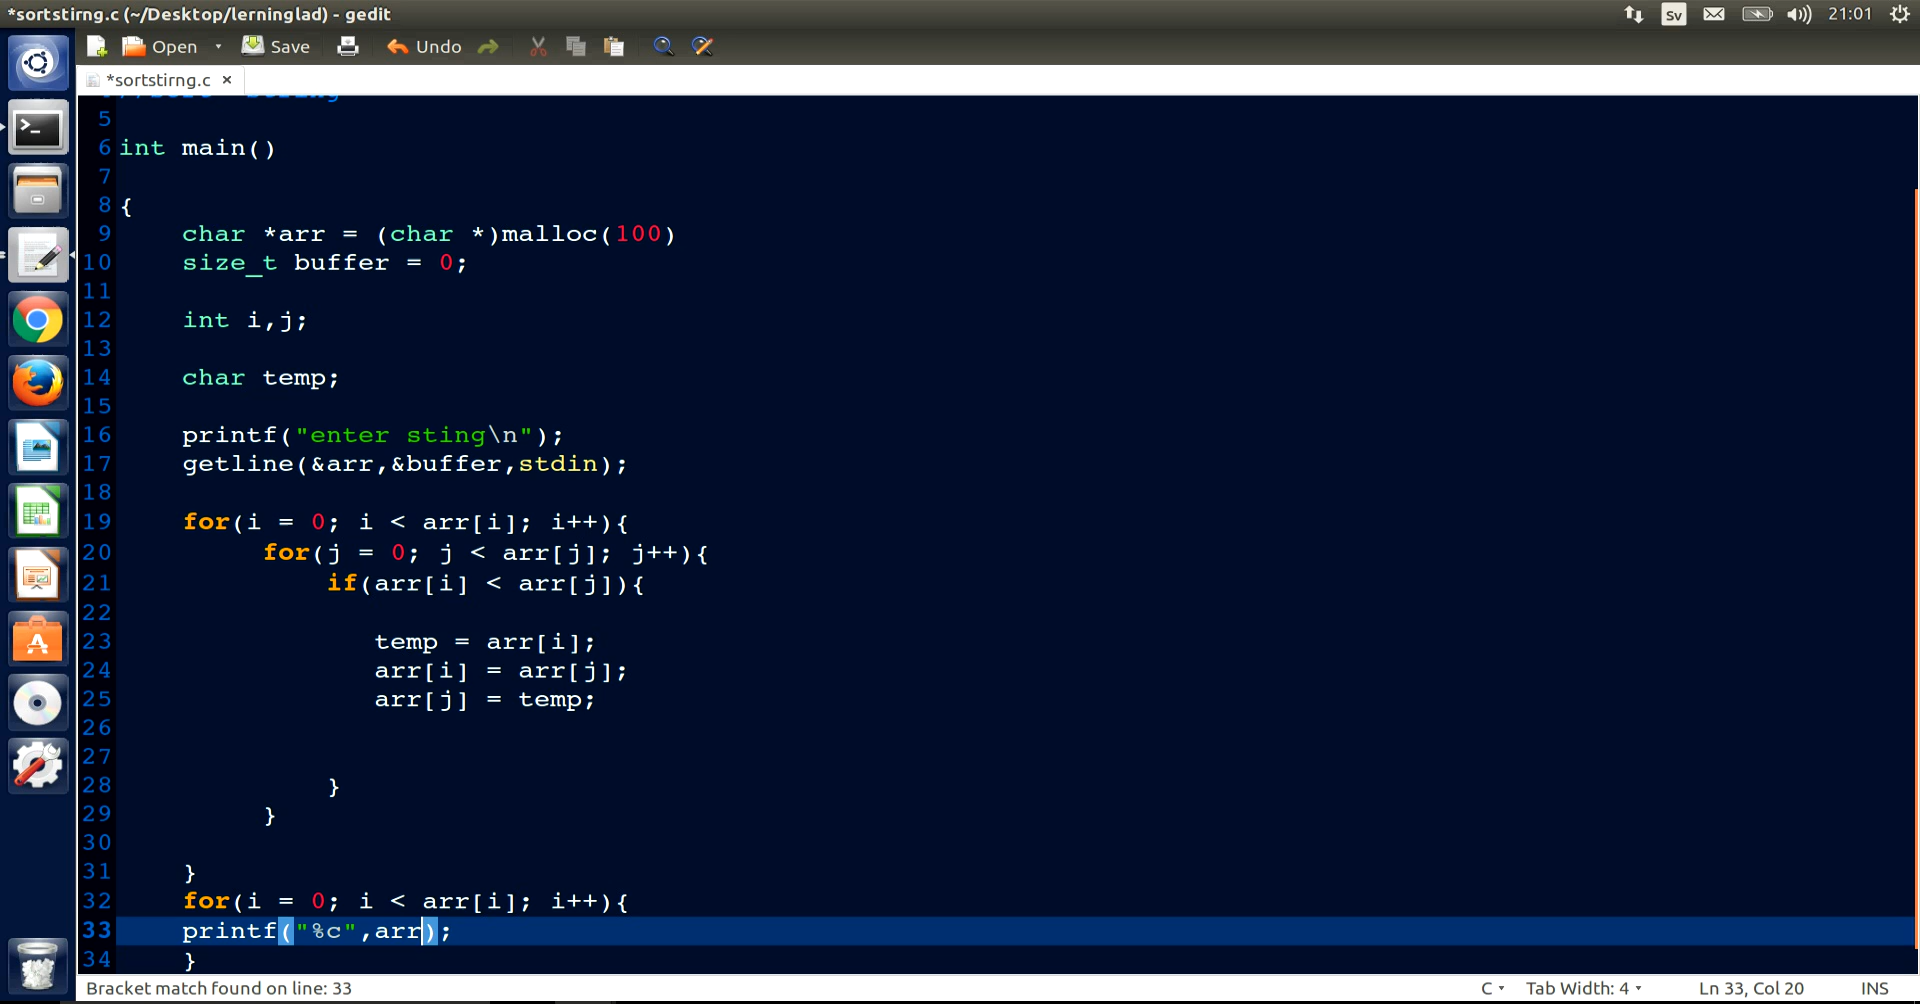 *sortstirng.c (~/Desktop/lerninglad) - gedit
Sv
21:01
Open
Save
Undo
*sortstirng.c ×
5
6 int main()
7
8 {
9 char *arr = (char *)malloc(100)
10 size_t buffer = 0;
11
12 int i,j;
13
14 char temp;
15
16 printf("enter sting\n");
17 getline(&arr,&buffer,stdin);
18
19 for(i = 0; i < arr[i]; i++){
20 for(j = 0; j < arr[j]; j++){
21 if(arr[i] < arr[j]){
22
23 temp = arr[i];
24 arr[i] = arr[j];
25 arr[j] = temp;
26
27
28 }
29 }
30
31 }
32 for(i = 0; i < arr[i]; i++){
33 printf("%c",arr);
34 }
Bracket match found on line: 33
C
Tab Width: 4
Ln 33, Col 20
INS